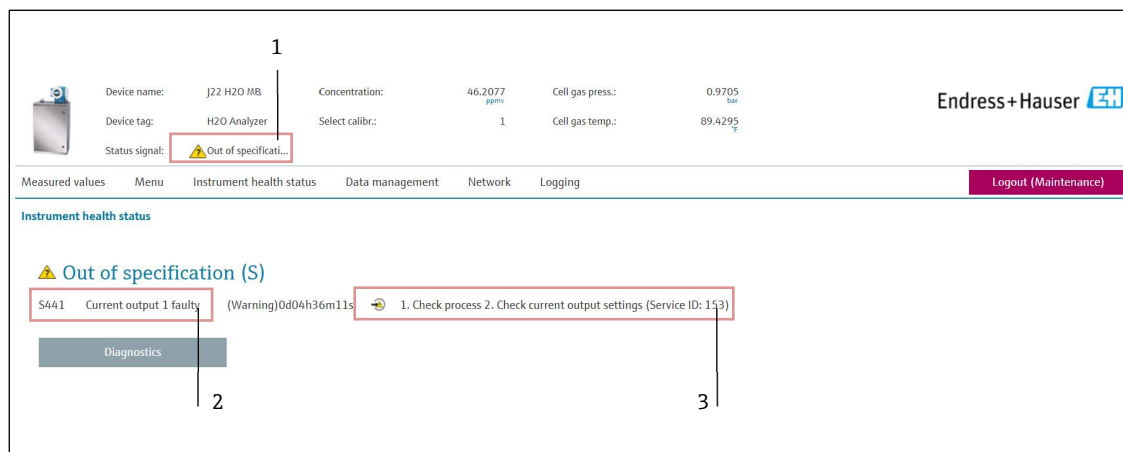 1
Device name: J22 H2O MB Concentration: 46.2077 ppmv Cell gas press.: 0.9705 bar
Endress+Hauser EH
Device tag: H2O Analyzer Select calibr.: 1 Cell gas temp.: 89.4295 °F
Status signal: Out of specificati...
Measured values Menu Instrument health status Data management Network Logging Logout (Maintenance)
Instrument health status
Out of specification (S)
S441 Current output 1 faulty (Warning)0d04h36m11s 1. Check process 2. Check current output settings (Service ID: 153)
Diagnostics
2 3